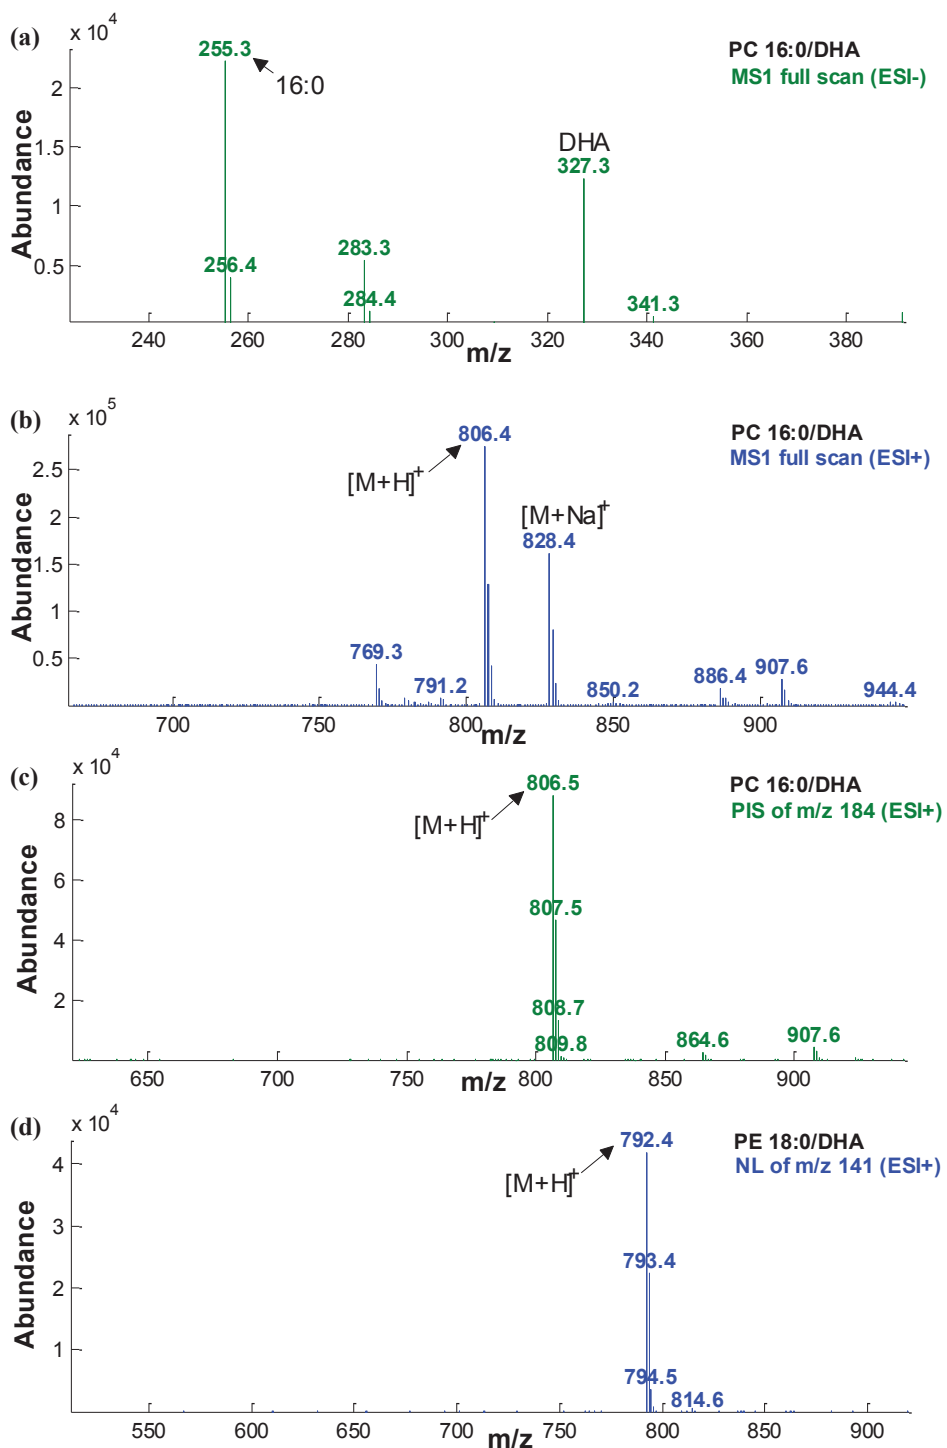 (a)
x 10^4
255.3
16:0
PC 16:0/DHA
MS1 full scan (ESI-)
DHA
327.3
283.3
256.4
284.4
341.3
2
1.5
1
0.5
Abundance
240 260 280 300 320 340 360 380
m/z
(b)
x 10^5
806.4
[M+H]+
PC 16:0/DHA
MS1 full scan (ESI+)
[M+Na]+
828.4
769.3
791.2
850.2
886.4
907.6
944.4
2.5
2
1.5
1
0.5
Abundance
700 750 800 850 900
m/z
(c)
x 10^4
806.5
[M+H]+
PC 16:0/DHA
PIS of m/z 184 (ESI+)
807.5
808.7
809.8
864.6
907.6
8
6
4
2
Abundance
650 700 750 800 850 900
m/z
(d)
x 10^4
792.4
[M+H]+
PE 18:0/DHA
NL of m/z 141 (ESI+)
793.4
794.5
814.6
4
3
2
1
Abundance
550 600 650 700 750 800 850 900
m/z